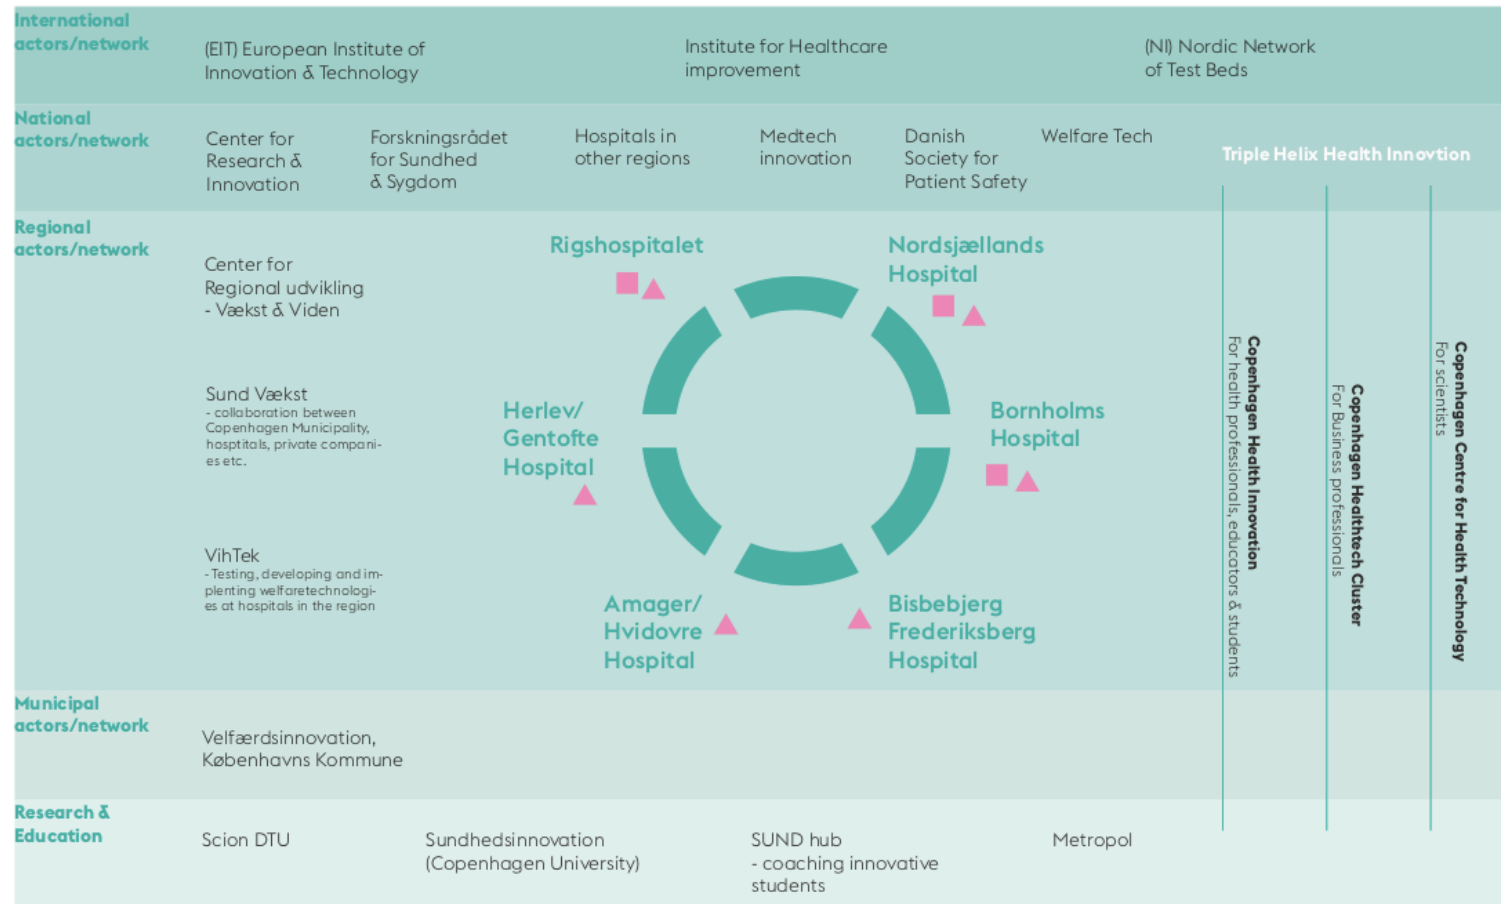 International
actors/network
(EIT) European Institute of
Innovation & Technology
Institute for Healthcare
improvement
(NI) Nordic Network
of Test Beds
National
actors/network
Center for
Research &
Innovation
Forskningsrådet
for Sundhed
& Sygdom
Hospitals in
other regions
Medtech
innovation
Danish
Society for
Patient Safety
Welfare Tech
Triple Helix Health Innovtion
Regional
actors/network
Center for
Regional udvikling
- Vækst & Viden
Sund Vækst
- collaboration between
Copenhagen Municipality,
hosptitals, private compani-
es etc.
VihTek
- Testing, developing and im-
plenting welfaretechnologi-
es at hospitals in the region
Rigshospitalet
Nordsjællands
Hospital
Herlev/
Gentofte
Hospital
Bornholms
Hospital
Amager/
Hvidovre
Hospital
Bisbebjerg
Frederiksberg
Hospital
Copenhagen Health Innovation
For health professionals, educators & students
Copenhagen Healthtech Cluster
For Business professionals
Copenhagen Centre for Health Technology
For scientists
Municipal
actors/network
Velfærdsinnovation,
Københavns Kommune
Research &
Education
Scion DTU
Sundhedsinnovation
(Copenhagen University)
SUND hub
- coaching innovative
students
Metropol